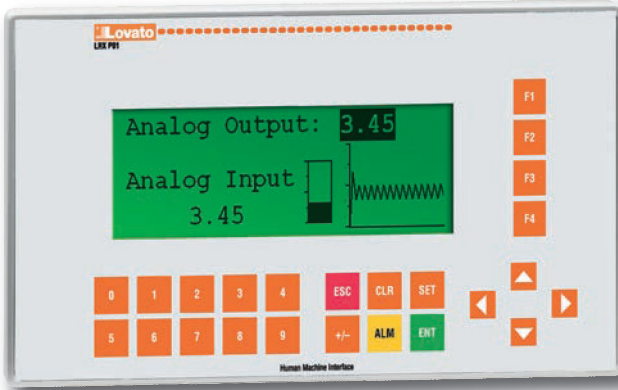 Lovato
LRX P01
Analog Output: 3.45
Analog Input
3.45
F1
F2
F3
F4
0 1 2 3 4 ESC CLR SET
5 6 7 8 9 +/- ALM ENT
Human Machine Interface